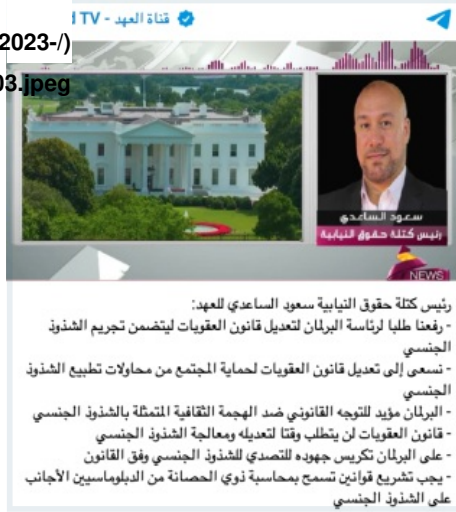 قناة العهد - d TV
2023-/)
03.jpeg
سعود الساعدي
رئيس كتلة حقوق النيابية
NEWS
رئيس كتلة حقوق النيابية سعود الساعدي للعهد:
- رفعنا طلبا لرئاسة البرلمان لتعديل قانون العقوبات ليتضمن تجريم الشذوذ
الجنسي
- نسعى إلى تعديل قانون العقوبات لحماية المجتمع من محاولات تطبيع الشذوذ
الجنسي
- البرلمان مؤيد للتوجه القانوني ضد الهجمة الثقافية المتمثلة بالشذوذ الجنسي
- قانون العقوبات لن يتطلب وقتا لتعديله ومعالجة الشذوذ الجنسي
- على البرلمان تكريس جهوده للتصدي للشذوذ الجنسي وفق القانون
- يجب تشريع قوانين تسمح بمحاسبة ذوي الحصانة من الدبلوماسيين الأجانب
على الشذوذ الجنسي